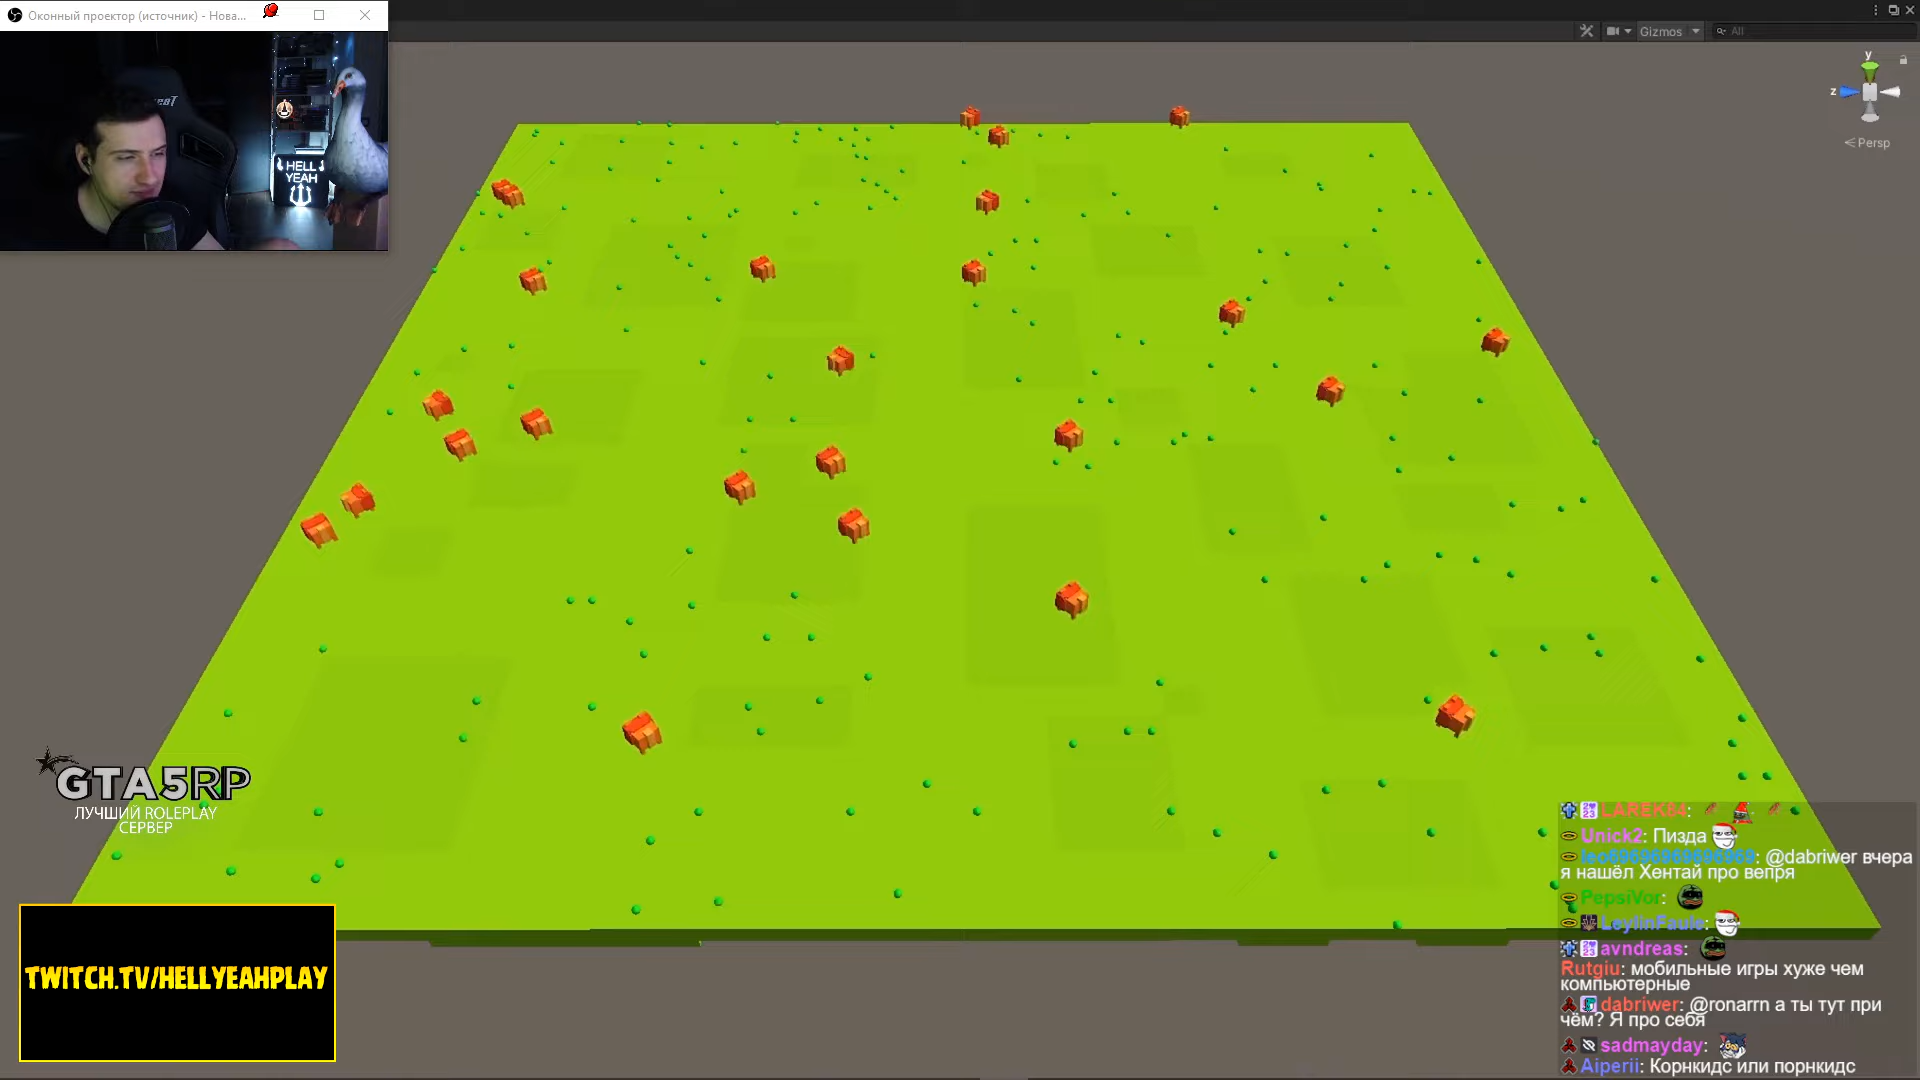 Оконный проектор (источник) - Нова...
Gizmos
All
y
z
Persp
HELL
YEAH
GTA5RP
ЛУЧШИЙ ROLEPLAY
СЕРВЕР
TWITCH.TV/HELLYEAHPLAY
LAREK84:
Unick2: Пизда
leo69696969696969: @dabriwer вчера
я нашёл Хентай про вепря
PepsiVor:
LeylinFaule:
avndreas:
Rutgiu: мобильные игры хуже чем
компьютерные
dabriwer: @ronarrn а ты тут при
чём? Я про себя
sadmayday:
Aiperii: Корнкидс или порнкидс